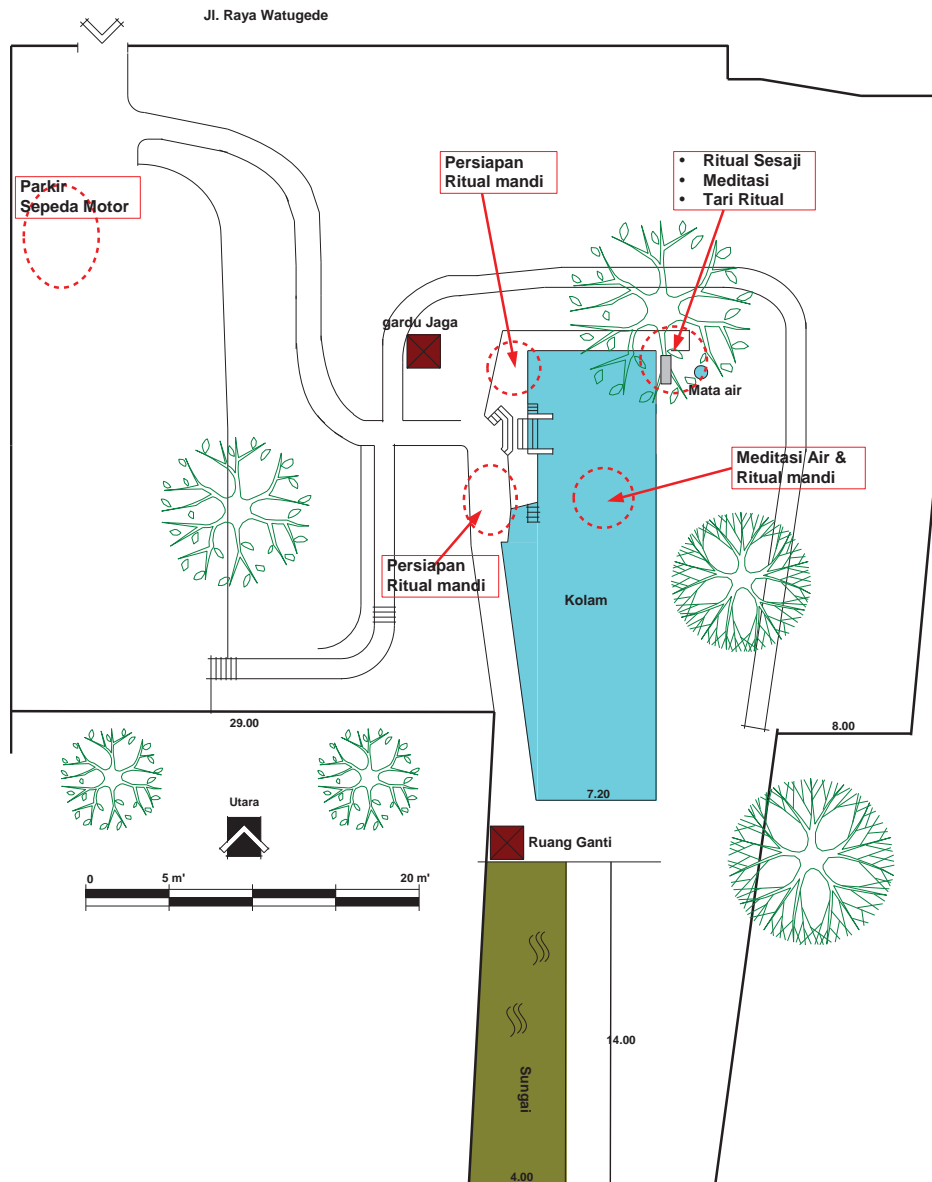 Jl. Raya Watugede
Persiapan
Ritual mandi
• Ritual Sesaji
• Meditasi
• Tari Ritual
Parkir
Sepeda Motor
gardu Jaga
Mata air
Meditasi Air &
Ritual mandi
Persiapan
Ritual mandi
Kolam
29.00
8.00
7.20
Utara
Ruang Ganti
0 5 m' 20 m'
14.00
Sungai
4.00